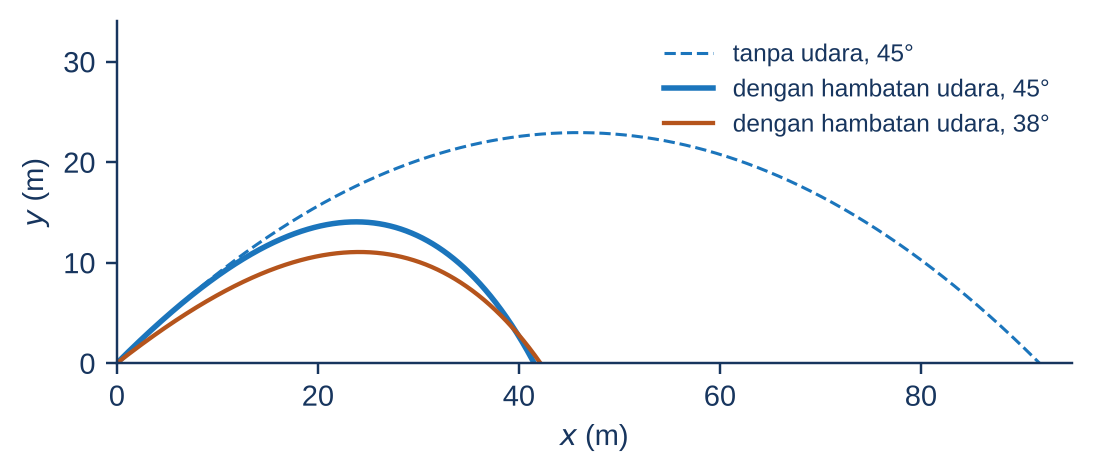 30
20
10
0
y (m)
tanpa udara, 45°
dengan hambatan udara, 45°
dengan hambatan udara, 38°
0 20 40 60 80
x (m)